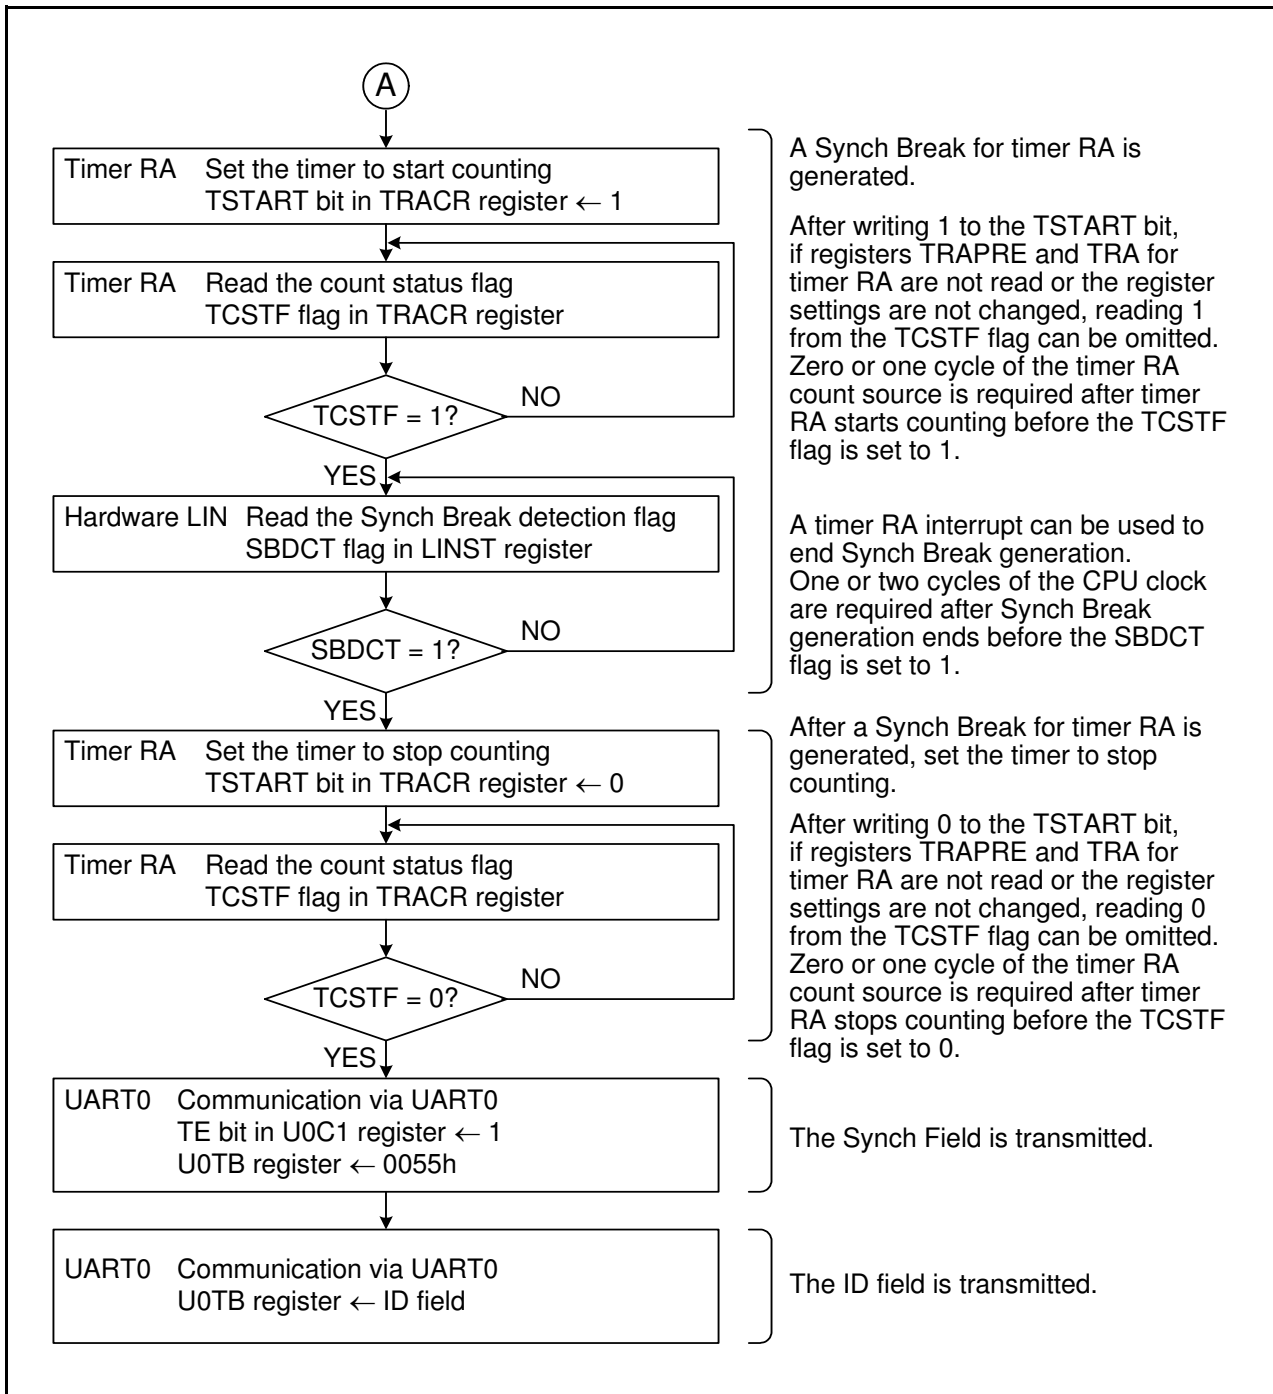 A
Timer RA Set the timer to start counting
TSTART bit in TRACR register ← 1
Timer RA Read the count status flag
TCSTF flag in TRACR register
TCSTF = 1?
NO
YES
Hardware LIN Read the Synch Break detection flag
SBDCT flag in LINST register
SBDCT = 1?
NO
YES
A Synch Break for timer RA is
generated.
After writing 1 to the TSTART bit,
if registers TRAPRE and TRA for
timer RA are not read or the register
settings are not changed, reading 1
from the TCSTF flag can be omitted.
Zero or one cycle of the timer RA
count source is required after timer
RA starts counting before the TCSTF
flag is set to 1.
A timer RA interrupt can be used to
end Synch Break generation.
One or two cycles of the CPU clock
are required after Synch Break
generation ends before the SBDCT
flag is set to 1.
Timer RA Set the timer to stop counting
TSTART bit in TRACR register ← 0
Timer RA Read the count status flag
TCSTF flag in TRACR register
TCSTF = 0?
NO
YES
After a Synch Break for timer RA is
generated, set the timer to stop
counting.
After writing 0 to the TSTART bit,
if registers TRAPRE and TRA for
timer RA are not read or the register
settings are not changed, reading 0
from the TCSTF flag can be omitted.
Zero or one cycle of the timer RA
count source is required after timer
RA stops counting before the TCSTF
flag is set to 0.
UART0 Communication via UART0
TE bit in U0C1 register ← 1
U0TB register ← 0055h
The Synch Field is transmitted.
UART0 Communication via UART0
U0TB register ← ID field
The ID field is transmitted.